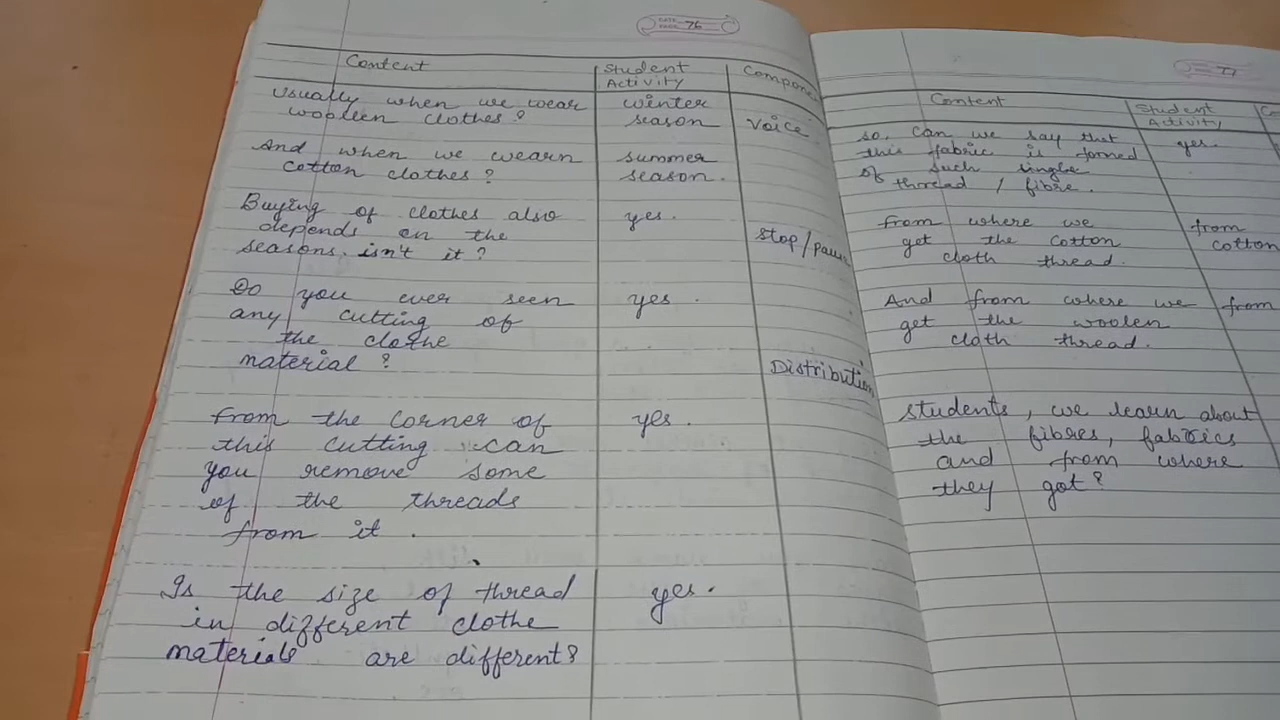 DATE
PAGE 76
Content
Student
Activity
Usually when we wear
woolen clothes?
winter
season
Voice
And when we wearn
cotton clothes?
summer
season.
Buying of clothes also
depends on the
seasons. isn't it?
yes.
Stop/
Do you ever seen
any cutting of
the clothe
material?
yes.
Distribution
from the corner of
this cutting can
you remove some
of the threads
from it.
yes.
Is the size of thread
in different clothe
materials are different?
yes.
77
Content
Student
Activity
so, can we say that
this fabric is formed
of such single
thread / fibre.
yes.
from where we
get the cotton
cloth thread.
from
cotton
And from where we
get the woolen
cloth thread.
from
students, we learn about
the fibres, fabrics
and from where
they got?